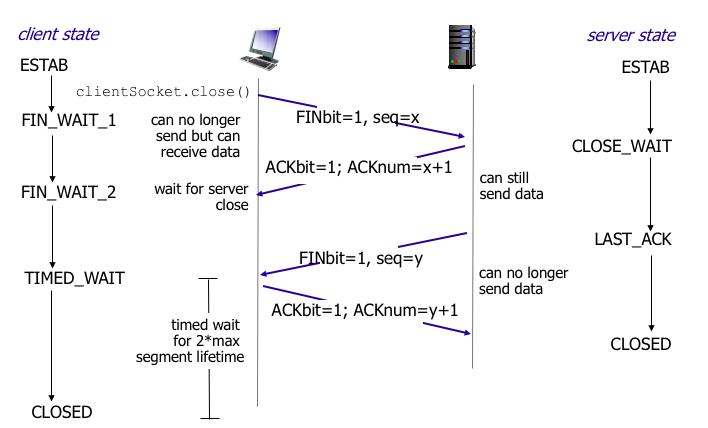 client state
server state
ESTAB
ESTAB
clientSocket.close()
FINbit=1, seq=x
FIN_WAIT_1
can no longer
send but can
receive data
CLOSE_WAIT
ACKbit=1; ACKnum=x+1
can still
send data
FIN_WAIT_2
wait for server
close
LAST_ACK
FINbit=1, seq=y
can no longer
send data
TIMED_WAIT
ACKbit=1; ACKnum=y+1
timed wait
for 2*max
segment lifetime
CLOSED
CLOSED